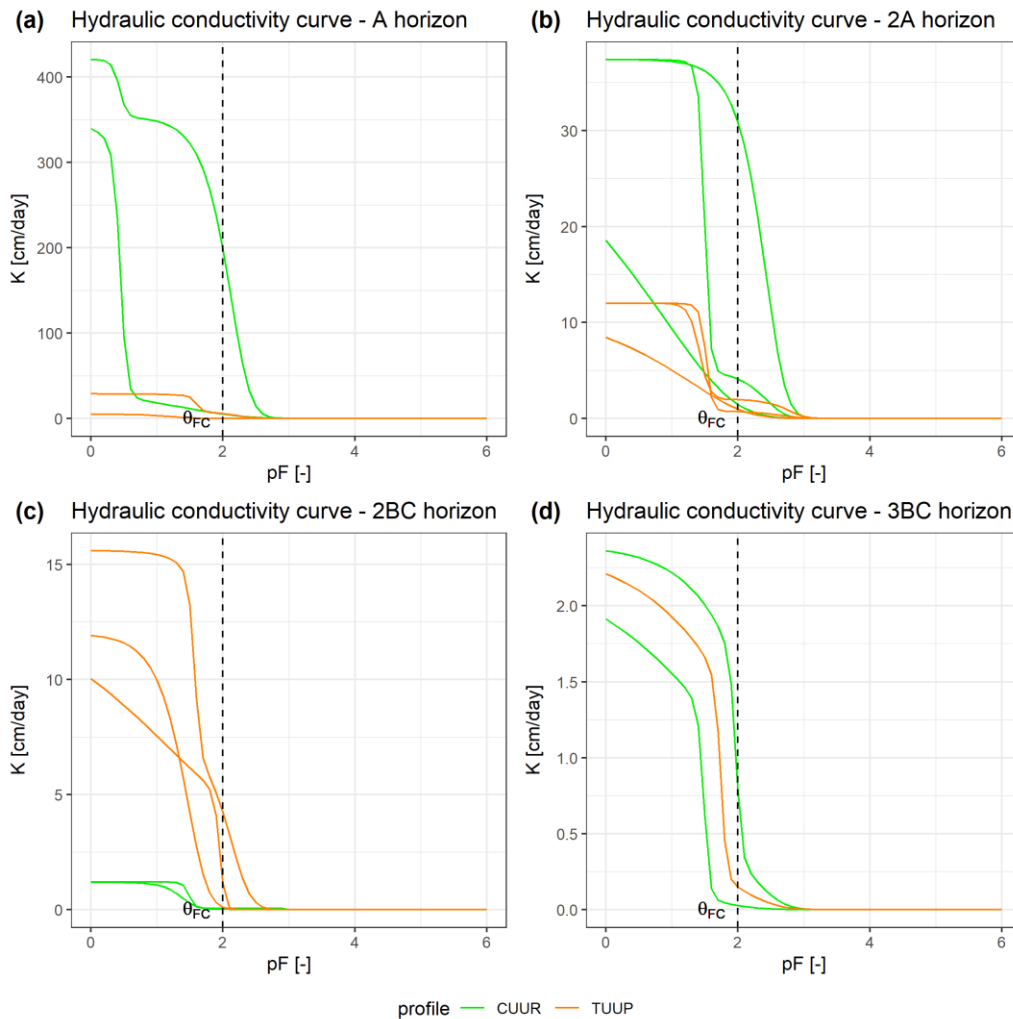 (a) Hydraulic conductivity curve - A horizon
K [cm/day]
400
300
200
100
0
θFC
0 2 4 6
pF [-]
(b) Hydraulic conductivity curve - 2A horizon
K [cm/day]
30
20
10
0
θFC
0 2 4 6
pF [-]
(c) Hydraulic conductivity curve - 2BC horizon
K [cm/day]
15
10
5
0
θFC
0 2 4 6
pF [-]
(d) Hydraulic conductivity curve - 3BC horizon
K [cm/day]
2.0
1.5
1.0
0.5
0.0
θFC
0 2 4 6
pF [-]
profile CUUR TUUP